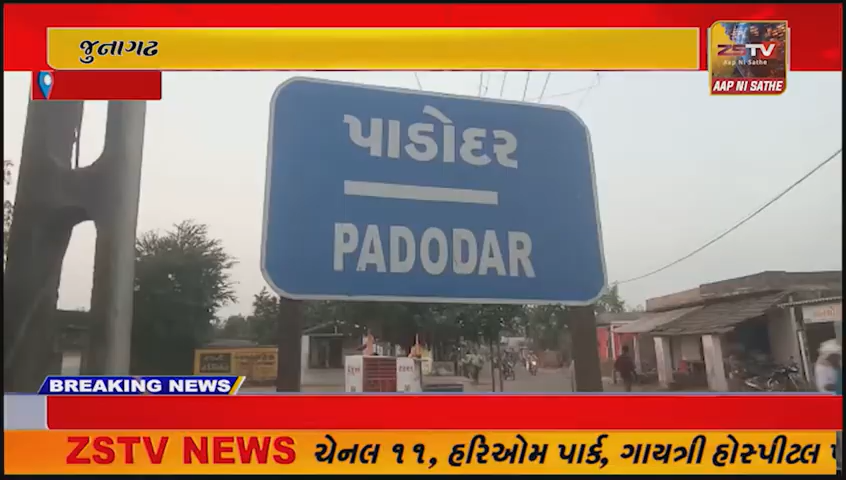 જુનાગઢ
ZSTV
Aap Ni Sathe
AAP NI SATHE
પાડોદર
PADODAR
BREAKING NEWS
ZSTV NEWS ચેનલ ૧૧, હરિઓમ પાર્ક, ગાયત્રી હોસ્પીટલ